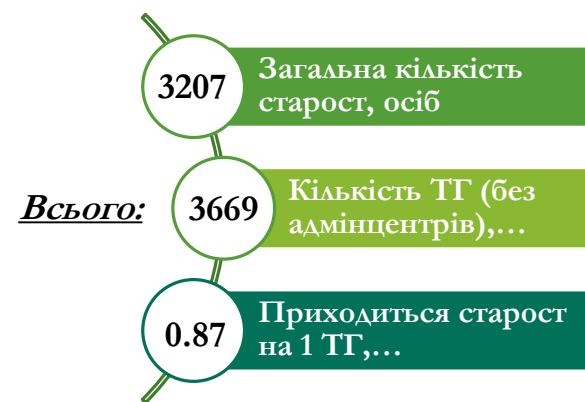 3207
Загальна кількість
старост, осіб
Всього:
3669
Кількість ТГ (без
адмінцентрів),…
0.87
Приходиться старост
на 1 ТГ,…